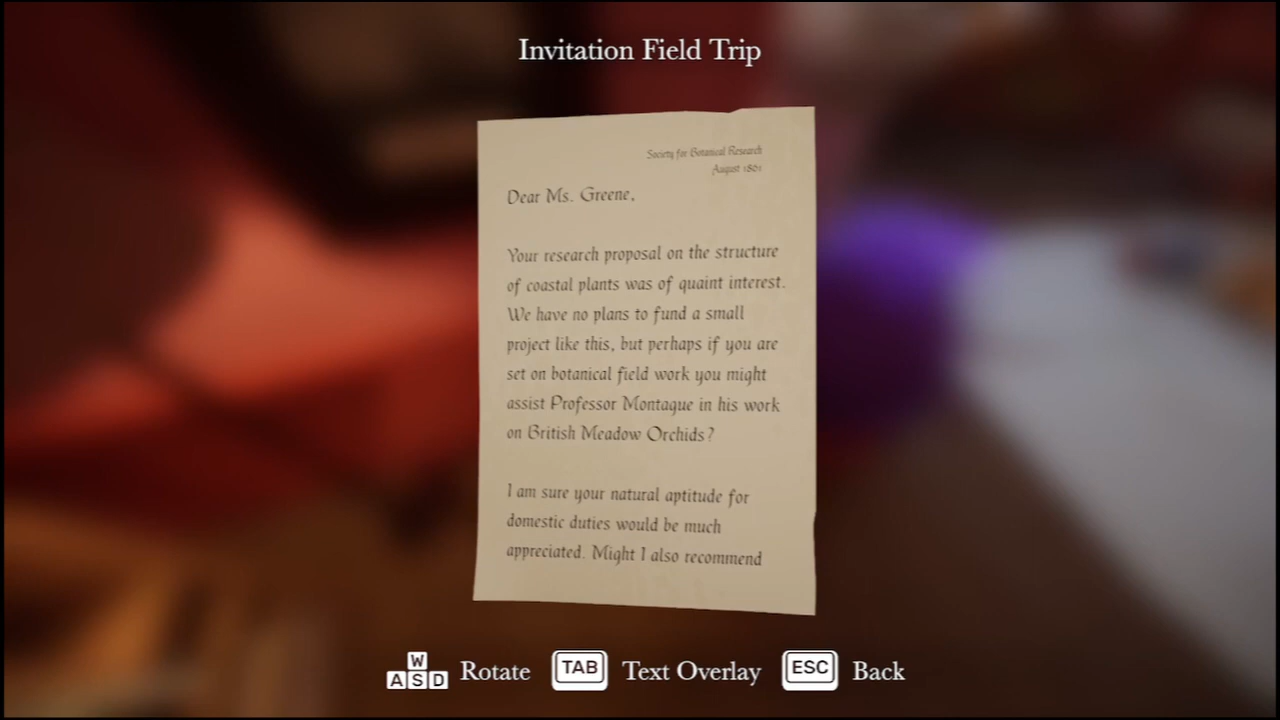 Invitation Field Trip
Society for Botanical Research
August 1861
Dear Ms. Greene,
Your research proposal on the structure
of coastal plants was of quaint interest.
We have no plans to fund a small
project like this, but perhaps if you are
set on botanical field work you might
assist Professor Montague in his work
on British Meadow Orchids?
I am sure your natural aptitude for
domestic duties would be much
appreciated. Might I also recommend
W
A S D Rotate TAB Text Overlay ESC Back